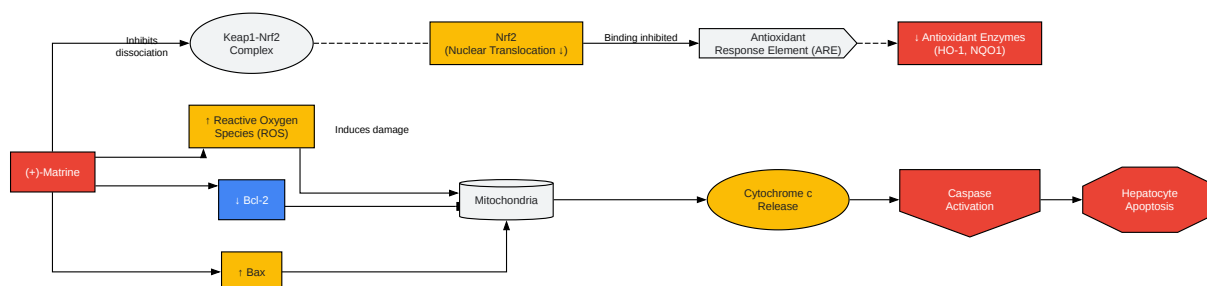 Inhibits
dissociation
Keap1-Nrf2
Complex
Nrf2
(Nuclear Translocation ↓)
Binding inhibited
Antioxidant
Response Element (ARE)
↓ Antioxidant Enzymes
(HO-1, NQO1)
↑ Reactive Oxygen
Species (ROS)
Induces damage
(+)-Matrine
↓ Bcl-2
Mitochondria
Cytochrome c
Release
Caspase
Activation
Hepatocyte
Apoptosis
↑ Bax